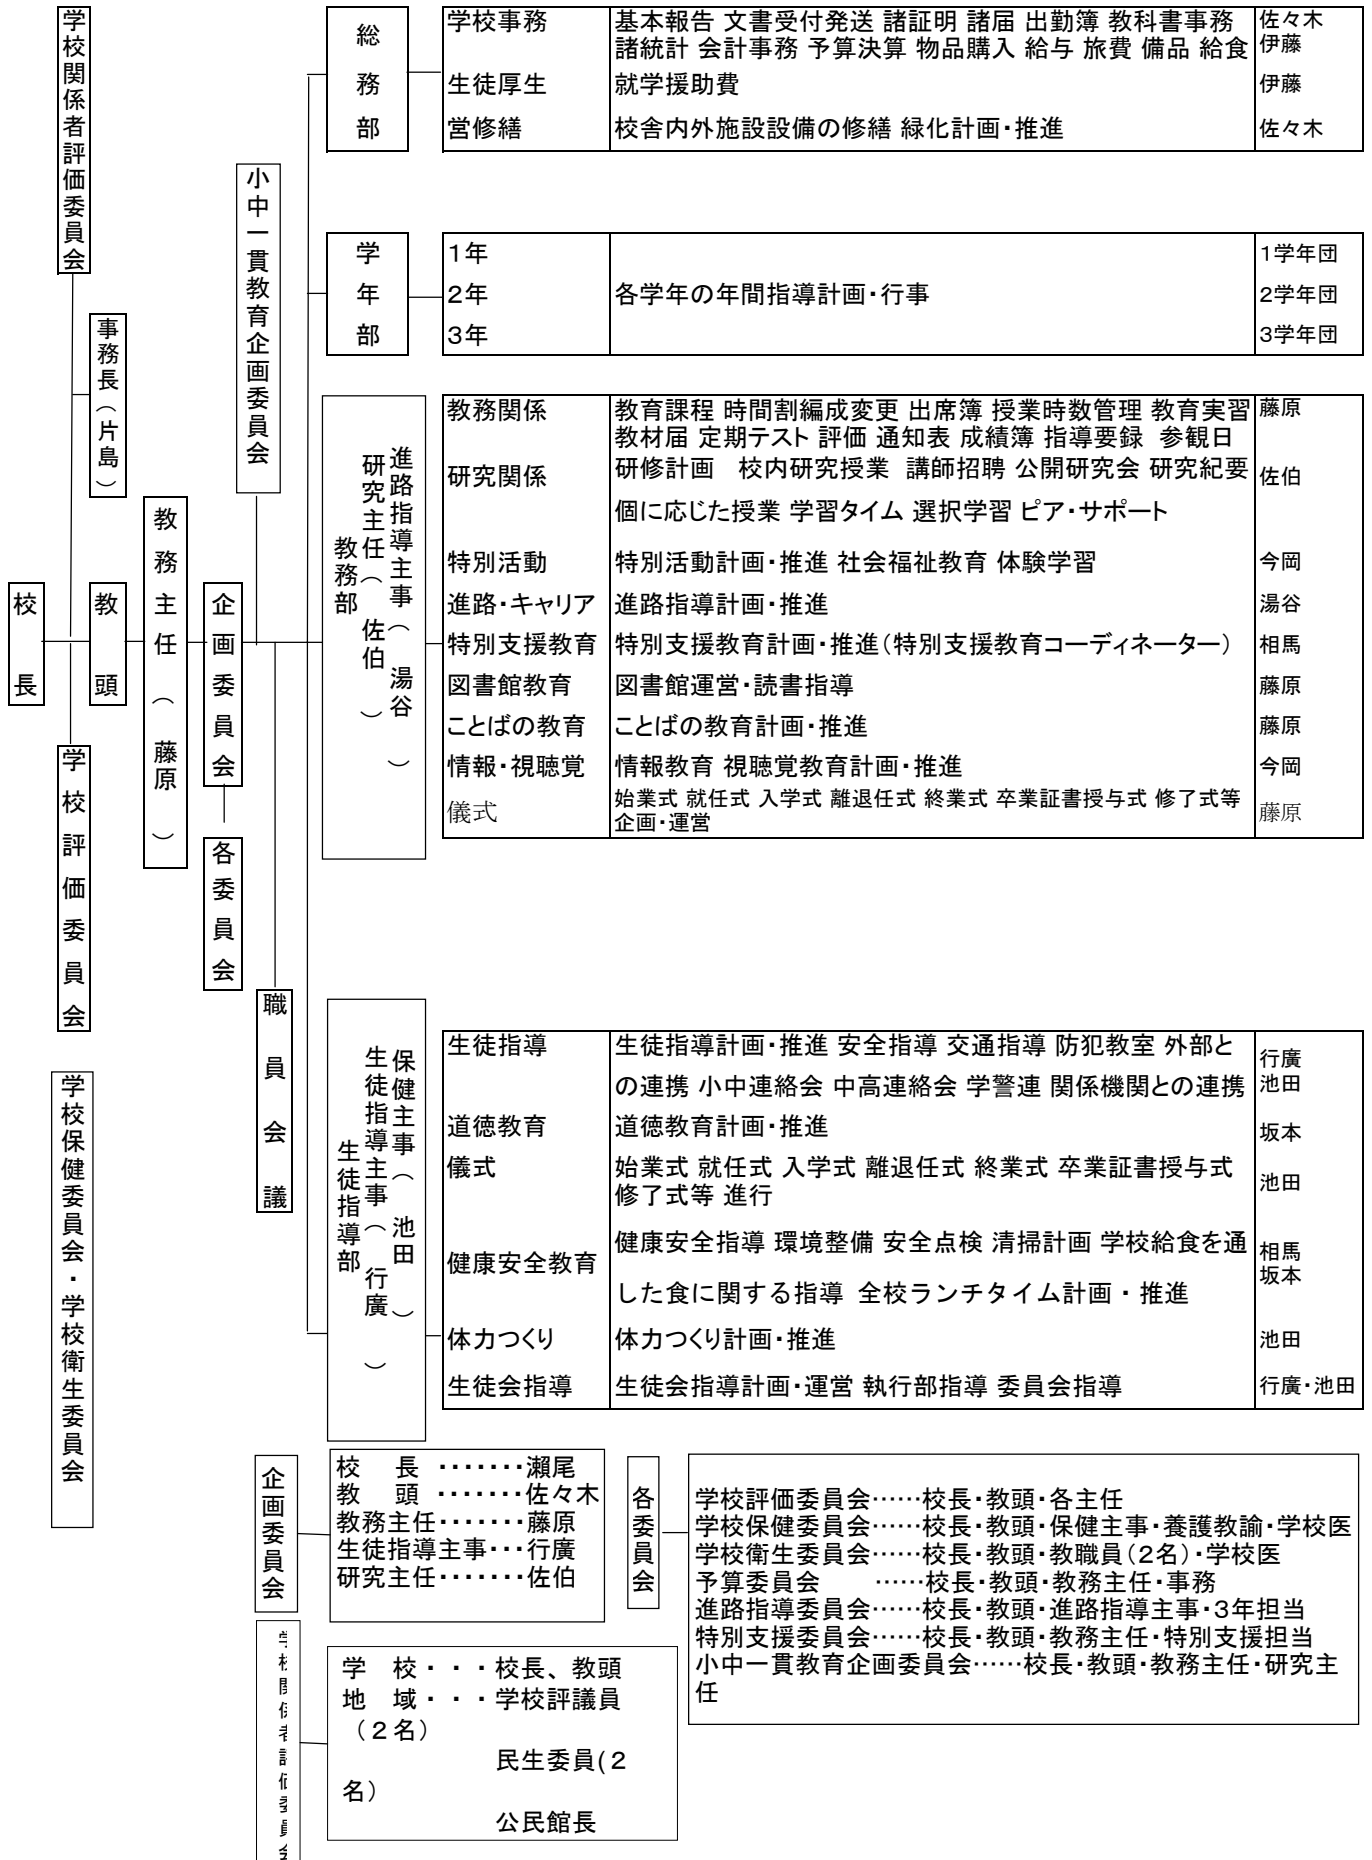 学校関係者評価委員会
事務長(片島)
校長
教頭
学校評価委員会
学校保健委員会・学校衛生委員会
教務主任(藤原)
企画委員会
各委員会
小中一貫教育企画委員会
職員会議
総務部
学校事務 基本報告 文書受付発送 諸証明 諸届 出勤簿 教科書事務 佐々木
諸統計 会計事務 予算決算 物品購入 給与 旅費 備品 給食 伊藤
生徒厚生 就学援助費 伊藤
営修繕 校舎内外施設設備の修繕 緑化計画・推進 佐々木
学年部
1年 1学年団
2年 各学年の年間指導計画・行事 2学年団
3年 3学年団
進路指導主事(湯谷)
研究主任(佐伯)
教務部
教務関係 教育課程 時間割編成変更 出席簿 授業時数管理 教育実習 藤原
教材届 定期テスト 評価 通知表 成績簿 指導要録 参観日
研究関係 研修計画 校内研究授業 講師招聘 公開研究会 研究紀要 佐伯
個に応じた授業 学習タイム 選択学習 ピア・サポート
特別活動 特別活動計画・推進 社会福祉教育 体験学習 今岡
進路・キャリア 進路指導計画・推進 湯谷
特別支援教育 特別支援教育計画・推進(特別支援教育コーディネーター) 相馬
図書館教育 図書館運営・読書指導 藤原
ことばの教育 ことばの教育計画・推進 藤原
情報・視聴覚 情報教育 視聴覚教育計画・推進 今岡
儀式 始業式 就任式 入学式 離退任式 終業式 卒業証書授与式 修了式等 藤原
企画・運営
保健主事(池田)
生徒指導主事(行廣)
生徒指導部
生徒指導 生徒指導計画・推進 安全指導 交通指導 防犯教室 外部と 行廣
の連携 小中連絡会 中高連絡会 学警連 関係機関との連携 池田
道徳教育 道徳教育計画・推進 坂本
儀式 始業式 就任式 入学式 離退任式 終業式 卒業証書授与式 池田
修了式等 進行
健康安全教育 健康安全指導 環境整備 安全点検 清掃計画 学校給食を通 相馬
した食に関する指導 全校ランチタイム計画・推進 坂本
体力つくり 体力つくり計画・推進 池田
生徒会指導 生徒会指導計画・運営 執行部指導 委員会指導 行廣・池田
企画委員会
校 長 ・・・・・・・瀬尾
教 頭 ・・・・・・・佐々木
教務主任・・・・・・・藤原
生徒指導主事・・・行廣
研究主任・・・・・・・佐伯
各委員会
学校評価委員会……校長・教頭・各主任
学校保健委員会……校長・教頭・保健主事・養護教諭・学校医
学校衛生委員会……校長・教頭・教職員(2名)・学校医
予算委員会 ……校長・教頭・教務主任・事務
進路指導委員会……校長・教頭・進路指導主事・3年担当
特別支援委員会……校長・教頭・教務主任・特別支援担当
小中一貫教育企画委員会……校長・教頭・教務主任・研究主
任
学校関係者評価委員会
学 校・・・校長、教頭
地 域・・・学校評議員
(2名)
民生委員(2
名)
公民館長